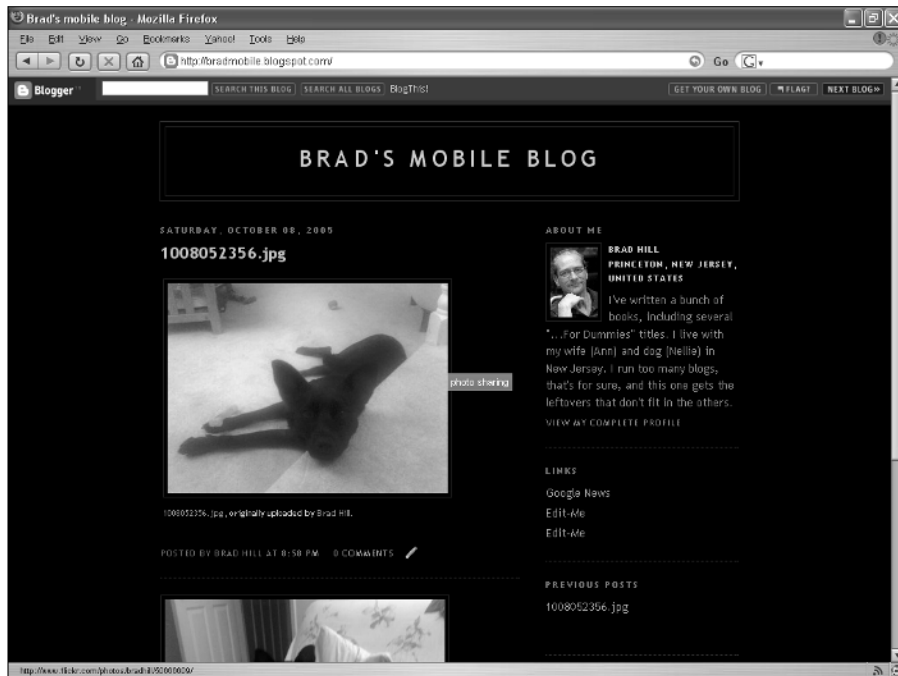 Brad's mobile blog - Mozilla Firefox
File Edit View Go Bookmarks Yahoo! Tools Help
http://bradmobile.blogspot.com/ Go
Blogger SEARCH THIS BLOG SEARCH ALL BLOGS BlogThis! GET YOUR OWN BLOG FLAG? NEXT BLOG»
BRAD'S MOBILE BLOG
SATURDAY, OCTOBER 08, 2005
1008052356.jpg
photo sharing
1008052356.jpg, originally uploaded by Brad Hill.
POSTED BY BRAD HILL AT 8:58 PM 0 COMMENTS
ABOUT ME
BRAD HILL
PRINCETON, NEW JERSEY,
UNITED STATES
I've written a bunch of
books, including several
"...For Dummies" titles. I live with
my wife (Ann) and dog (Nellie) in
New Jersey. I run too many blogs,
that's for sure, and this one gets the
leftovers that don't fit in the others.
VIEW MY COMPLETE PROFILE
LINKS
Google News
Edit-Me
Edit-Me
PREVIOUS POSTS
1008052356.jpg